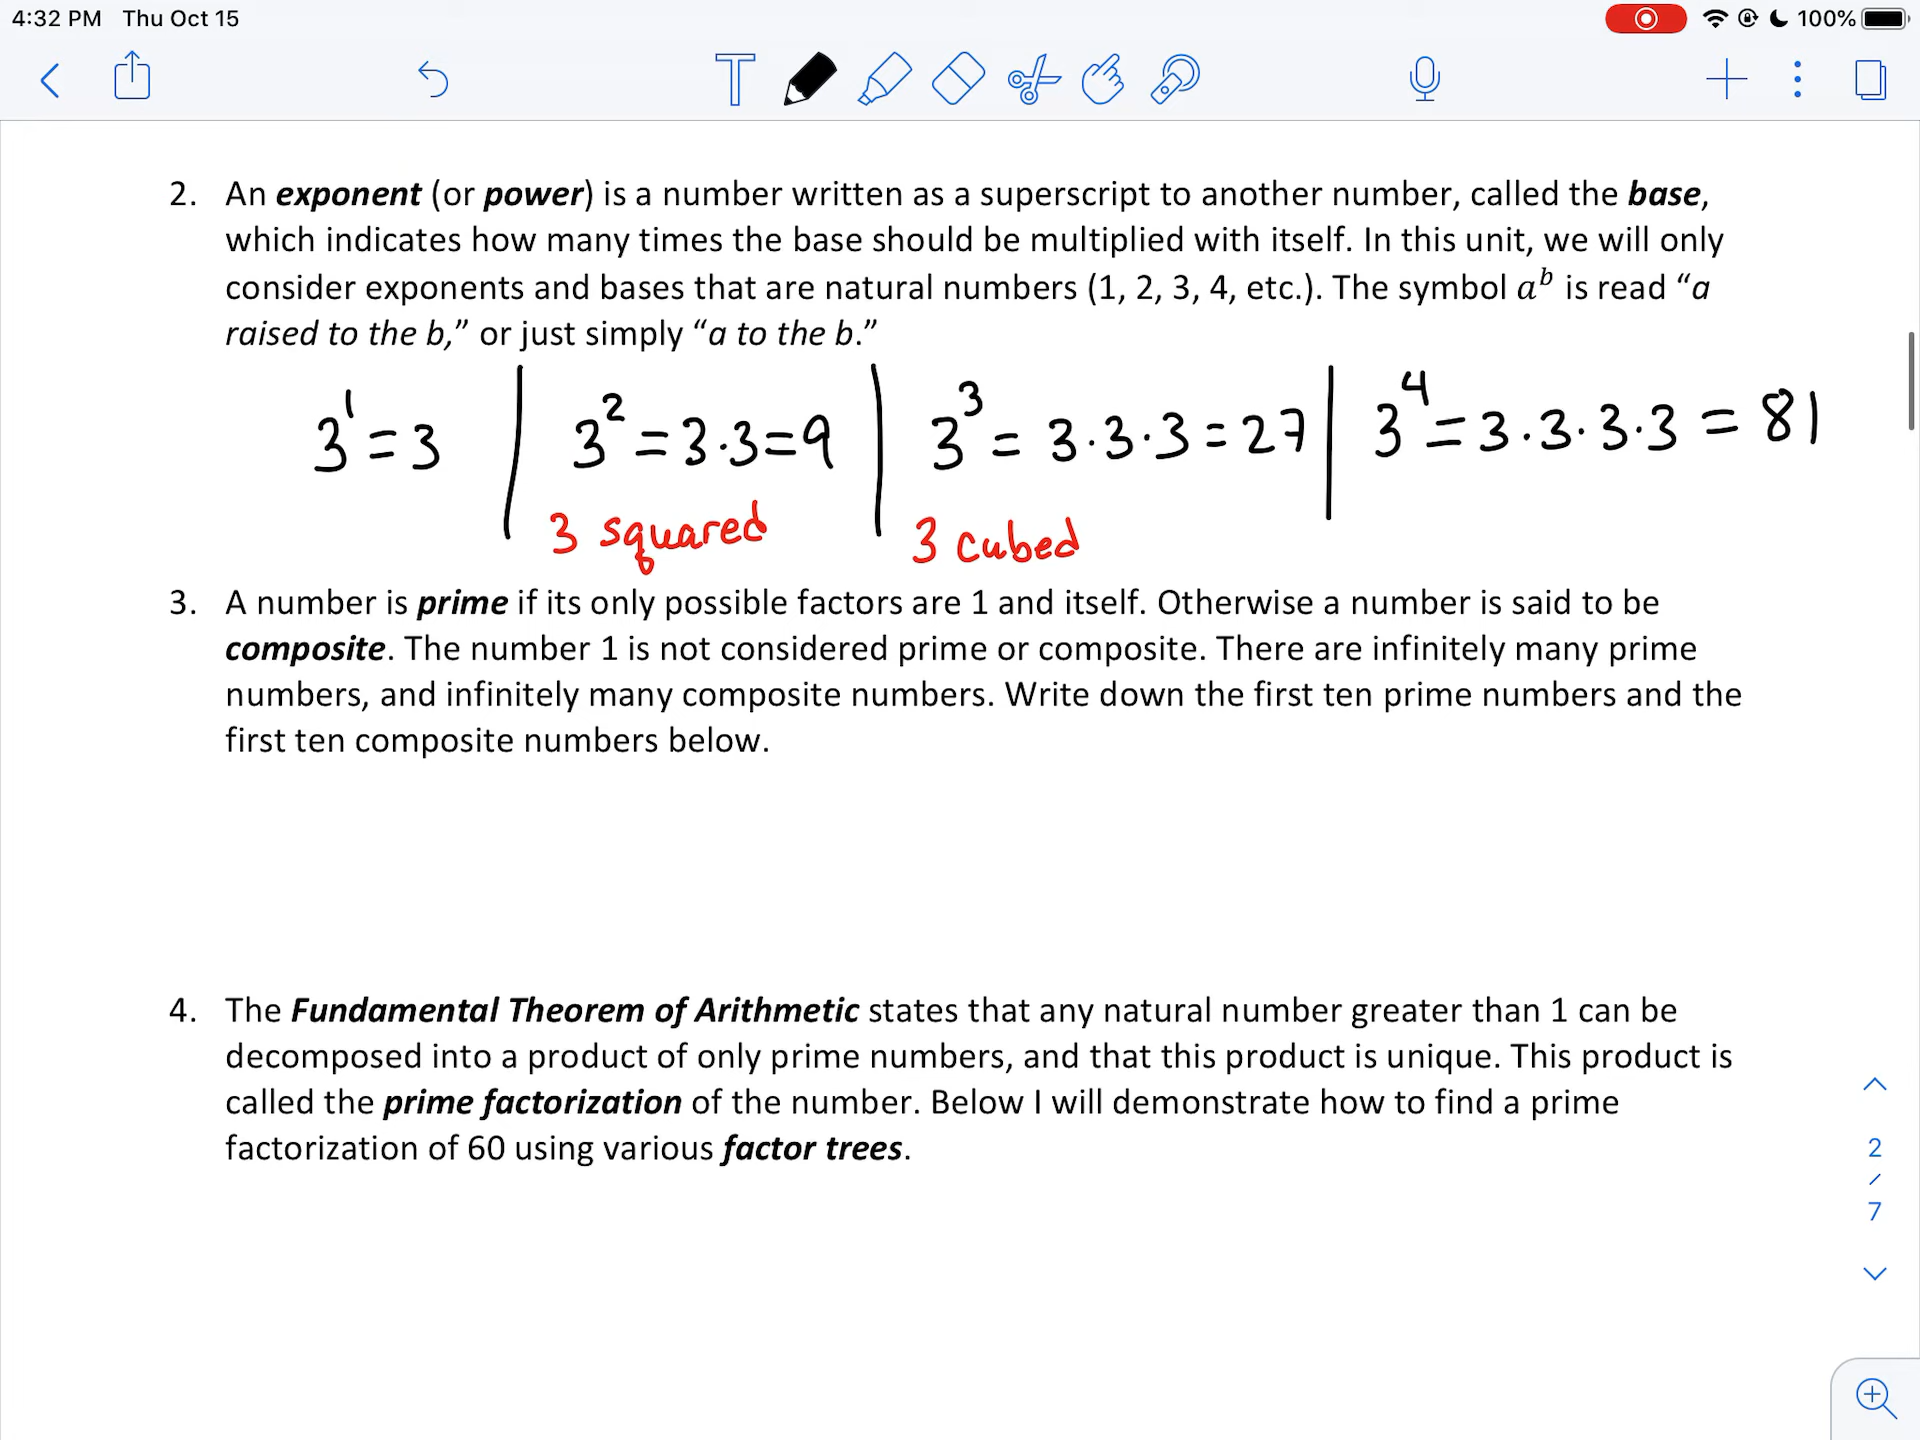 4:32 PM Thu Oct 15
100%
2. An exponent (or power) is a number written as a superscript to another number, called the base,
which indicates how many times the base should be multiplied with itself. In this unit, we will only
consider exponents and bases that are natural numbers (1, 2, 3, 4, etc.). The symbol a^b is read “a
raised to the b,” or just simply “a to the b.”
3^1 = 3 | 3^2 = 3·3 = 9 | 3^3 = 3·3·3 = 27 | 3^4 = 3·3·3·3 = 81
3 squared 3 cubed
3. A number is prime if its only possible factors are 1 and itself. Otherwise a number is said to be
composite. The number 1 is not considered prime or composite. There are infinitely many prime
numbers, and infinitely many composite numbers. Write down the first ten prime numbers and the
first ten composite numbers below.
4. The Fundamental Theorem of Arithmetic states that any natural number greater than 1 can be
decomposed into a product of only prime numbers, and that this product is unique. This product is
called the prime factorization of the number. Below I will demonstrate how to find a prime
factorization of 60 using various factor trees.
2
/
7